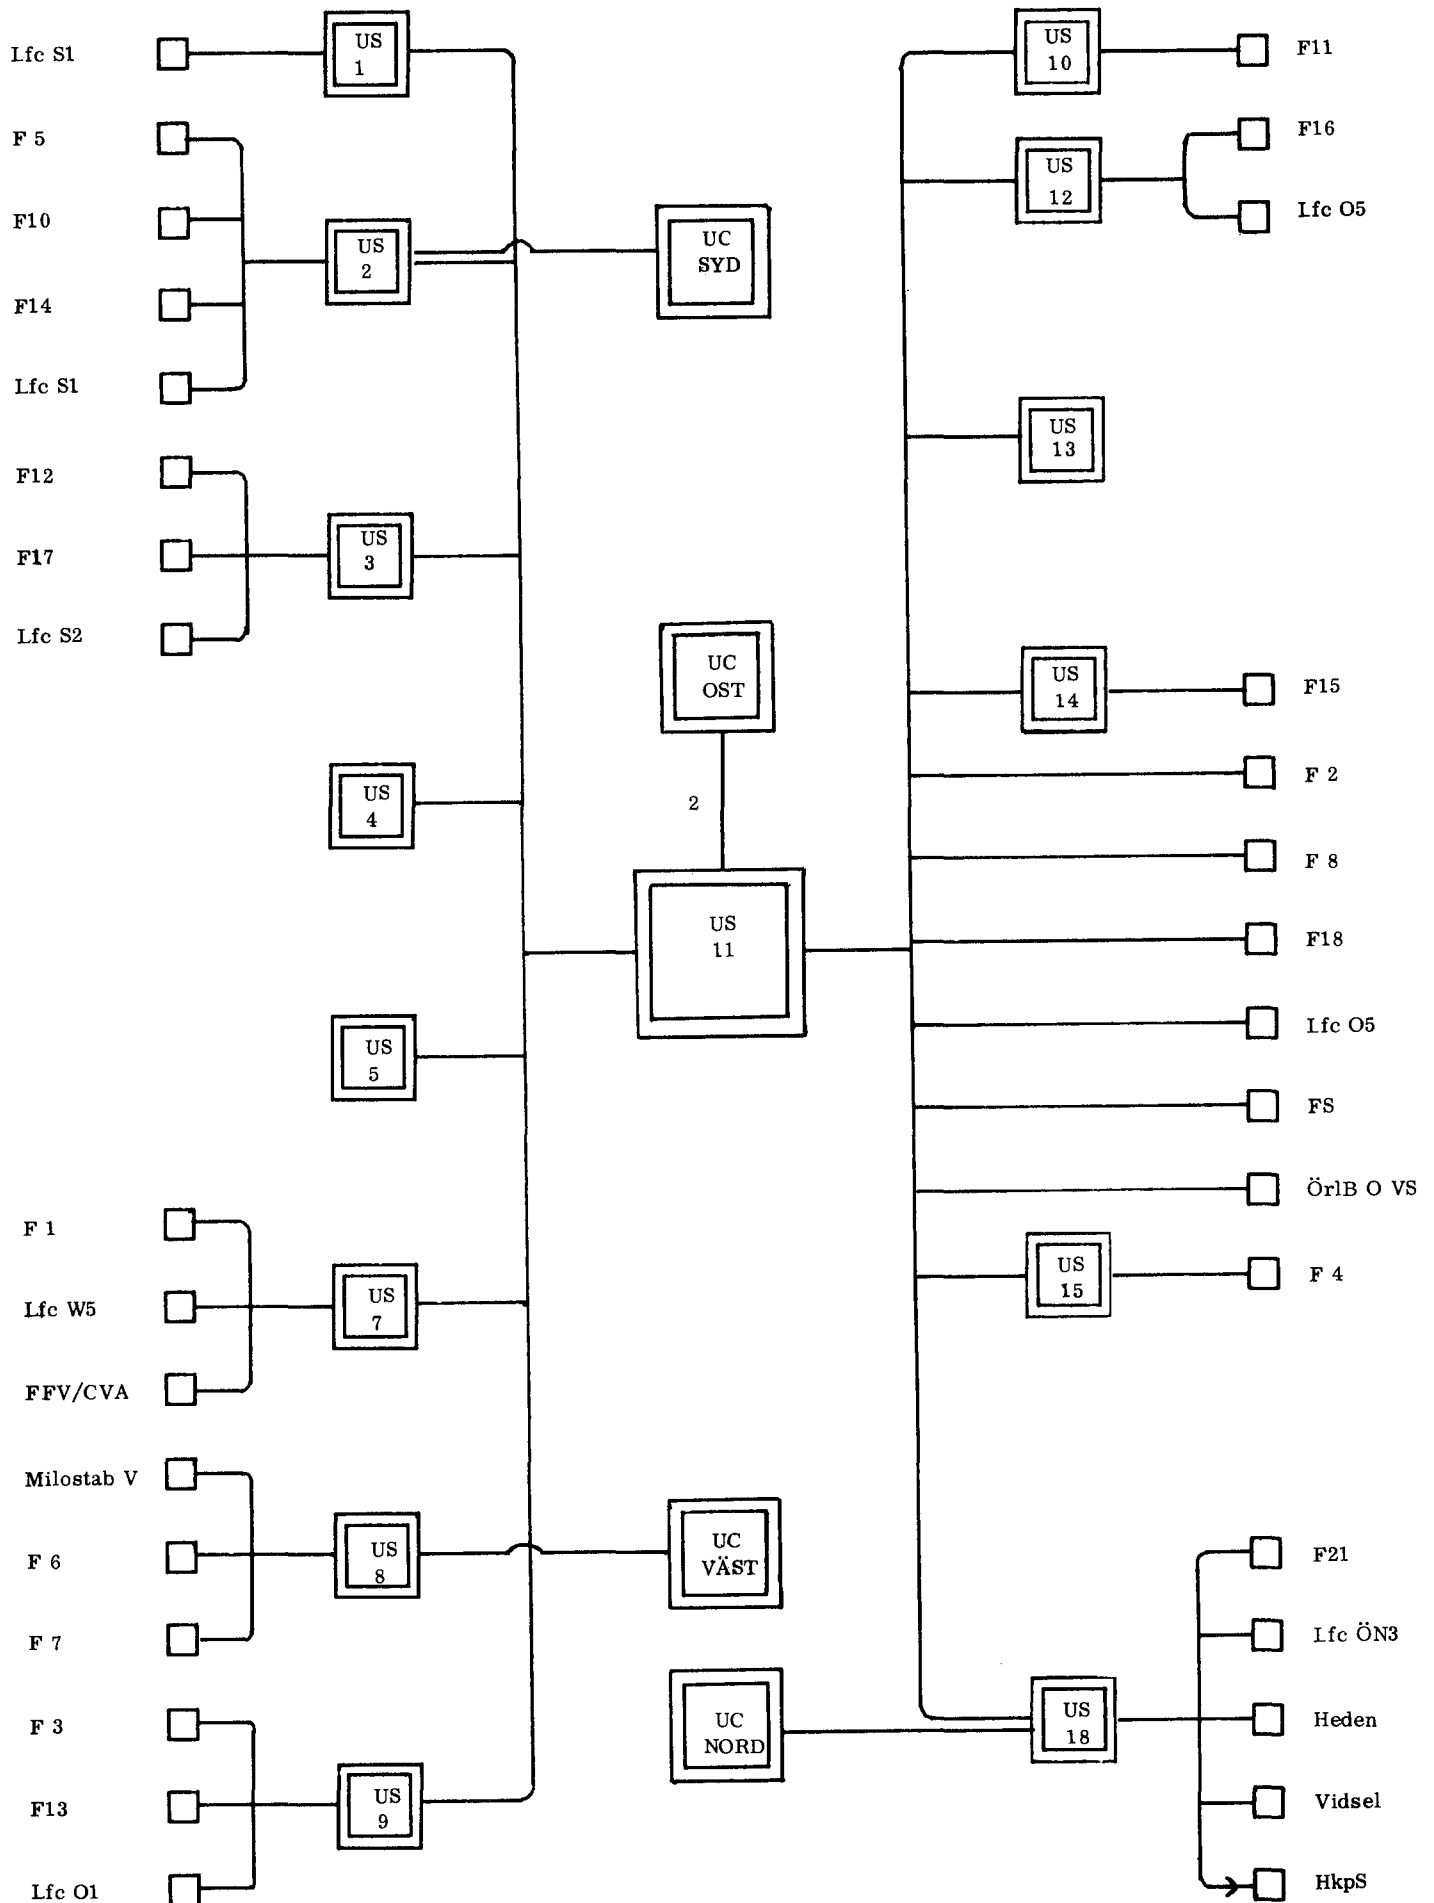 Lfc S1
US
1
F 5
F10
US
2
F14
Lfc S1
F12
US
3
F17
Lfc S2
US
4
US
5
F 1
Lfc W5
US
7
FFV/CVA
Milostab V
F 6
US
8
F 7
F 3
F13
US
9
Lfc O1
UC
SYD
UC
OST
2
US
11
UC
VÄST
UC
NORD
US
10
F11
F16
US
12
Lfc O5
US
13
US
14
F15
F 2
F 8
F18
Lfc O5
FS
ÖrlB O VS
US
15
F 4
F21
Lfc ÖN3
US
18
Heden
Vidsel
HkpS